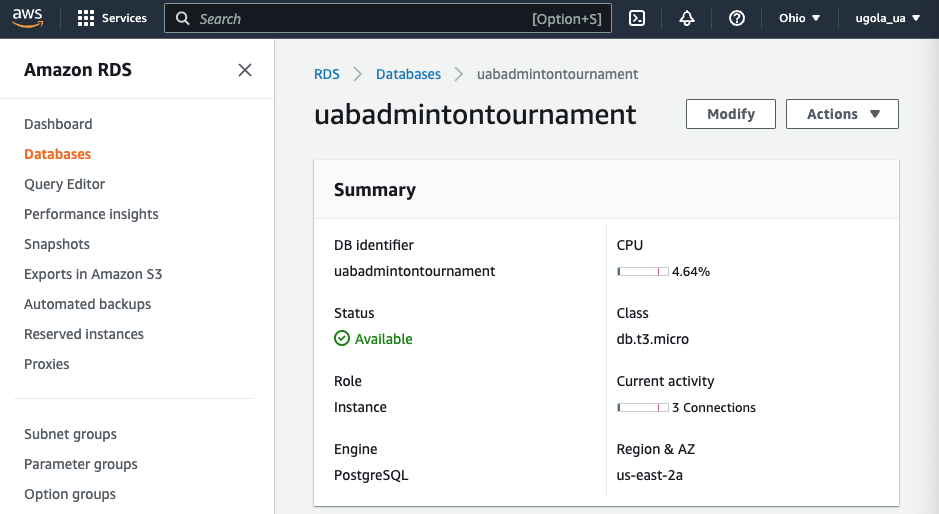 aws
Services
Search
[Option+S]
Ohio
ugola_ua
Amazon RDS
Dashboard
Databases
Query Editor
Performance insights
Snapshots
Exports in Amazon S3
Automated backups
Reserved instances
Proxies
Subnet groups
Parameter groups
Option groups
RDS
Databases
uabadmintontournament
uabadmintontournament
Modify
Actions
Summary
DB identifier
uabadmintontournament
Status
Available
Role
Instance
Engine
PostgreSQL
CPU
4.64%
Class
db.t3.micro
Current activity
3 Connections
Region & AZ
us-east-2a